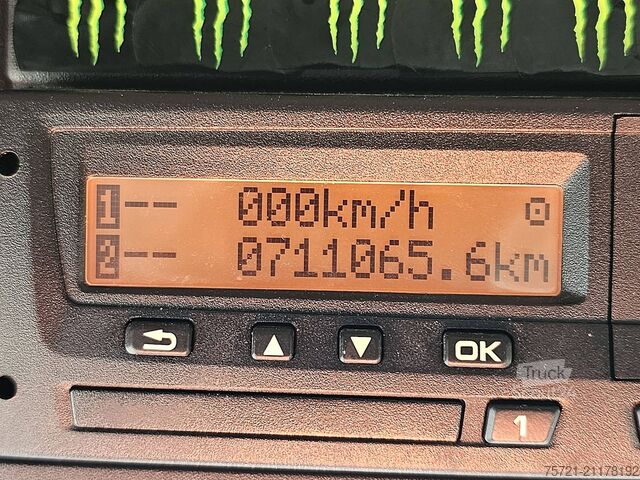 1-- 000km/h
2-- 0711065.6km
OK
Truck
1
75721-21178192